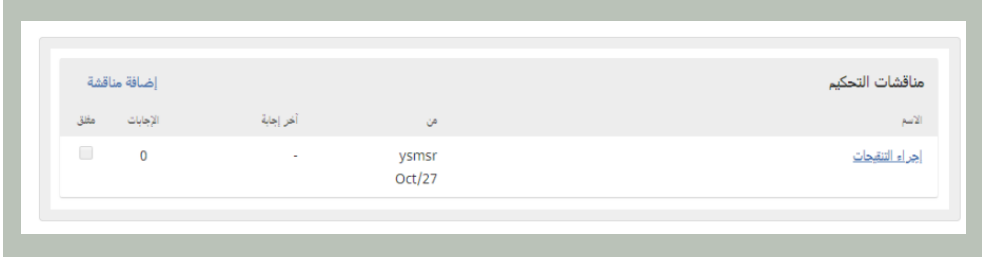 مناقشات التحكيم إضافة مناقشة
الاسم من آخر إجابة الإجابات مغلق
إجراء التنقيحات ysmsr - 0
Oct/27